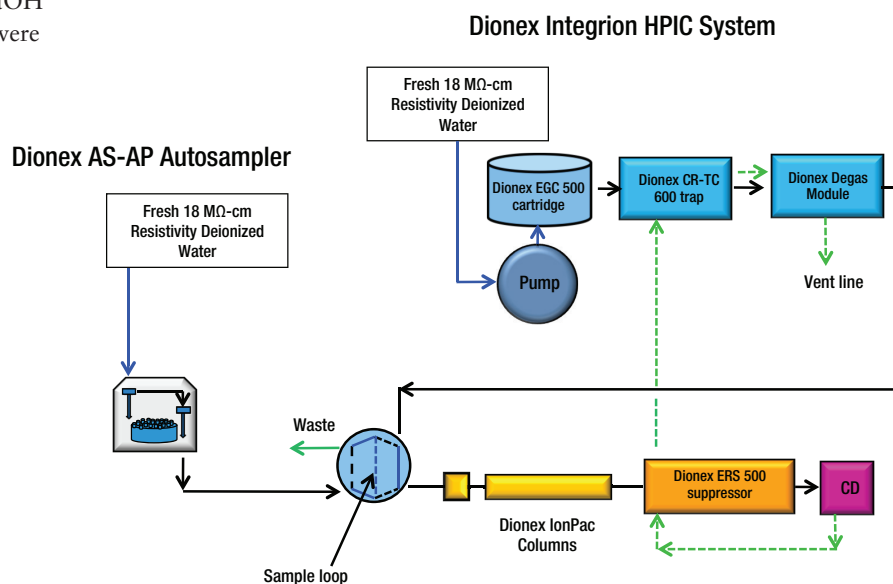 were
Dionex Integrion HPIC System
Fresh 18 MΩ-cm
Resistivity Deionized
Water
Dionex AS-AP Autosampler
Fresh 18 MΩ-cm
Resistivity Deionized
Water
Dionex EGC 500
cartridge
Dionex CR-TC
600 trap
Dionex Degas
Module
Pump
Vent line
Waste
Dionex ERS 500
suppressor
CD
Dionex IonPac
Columns
Sample loop